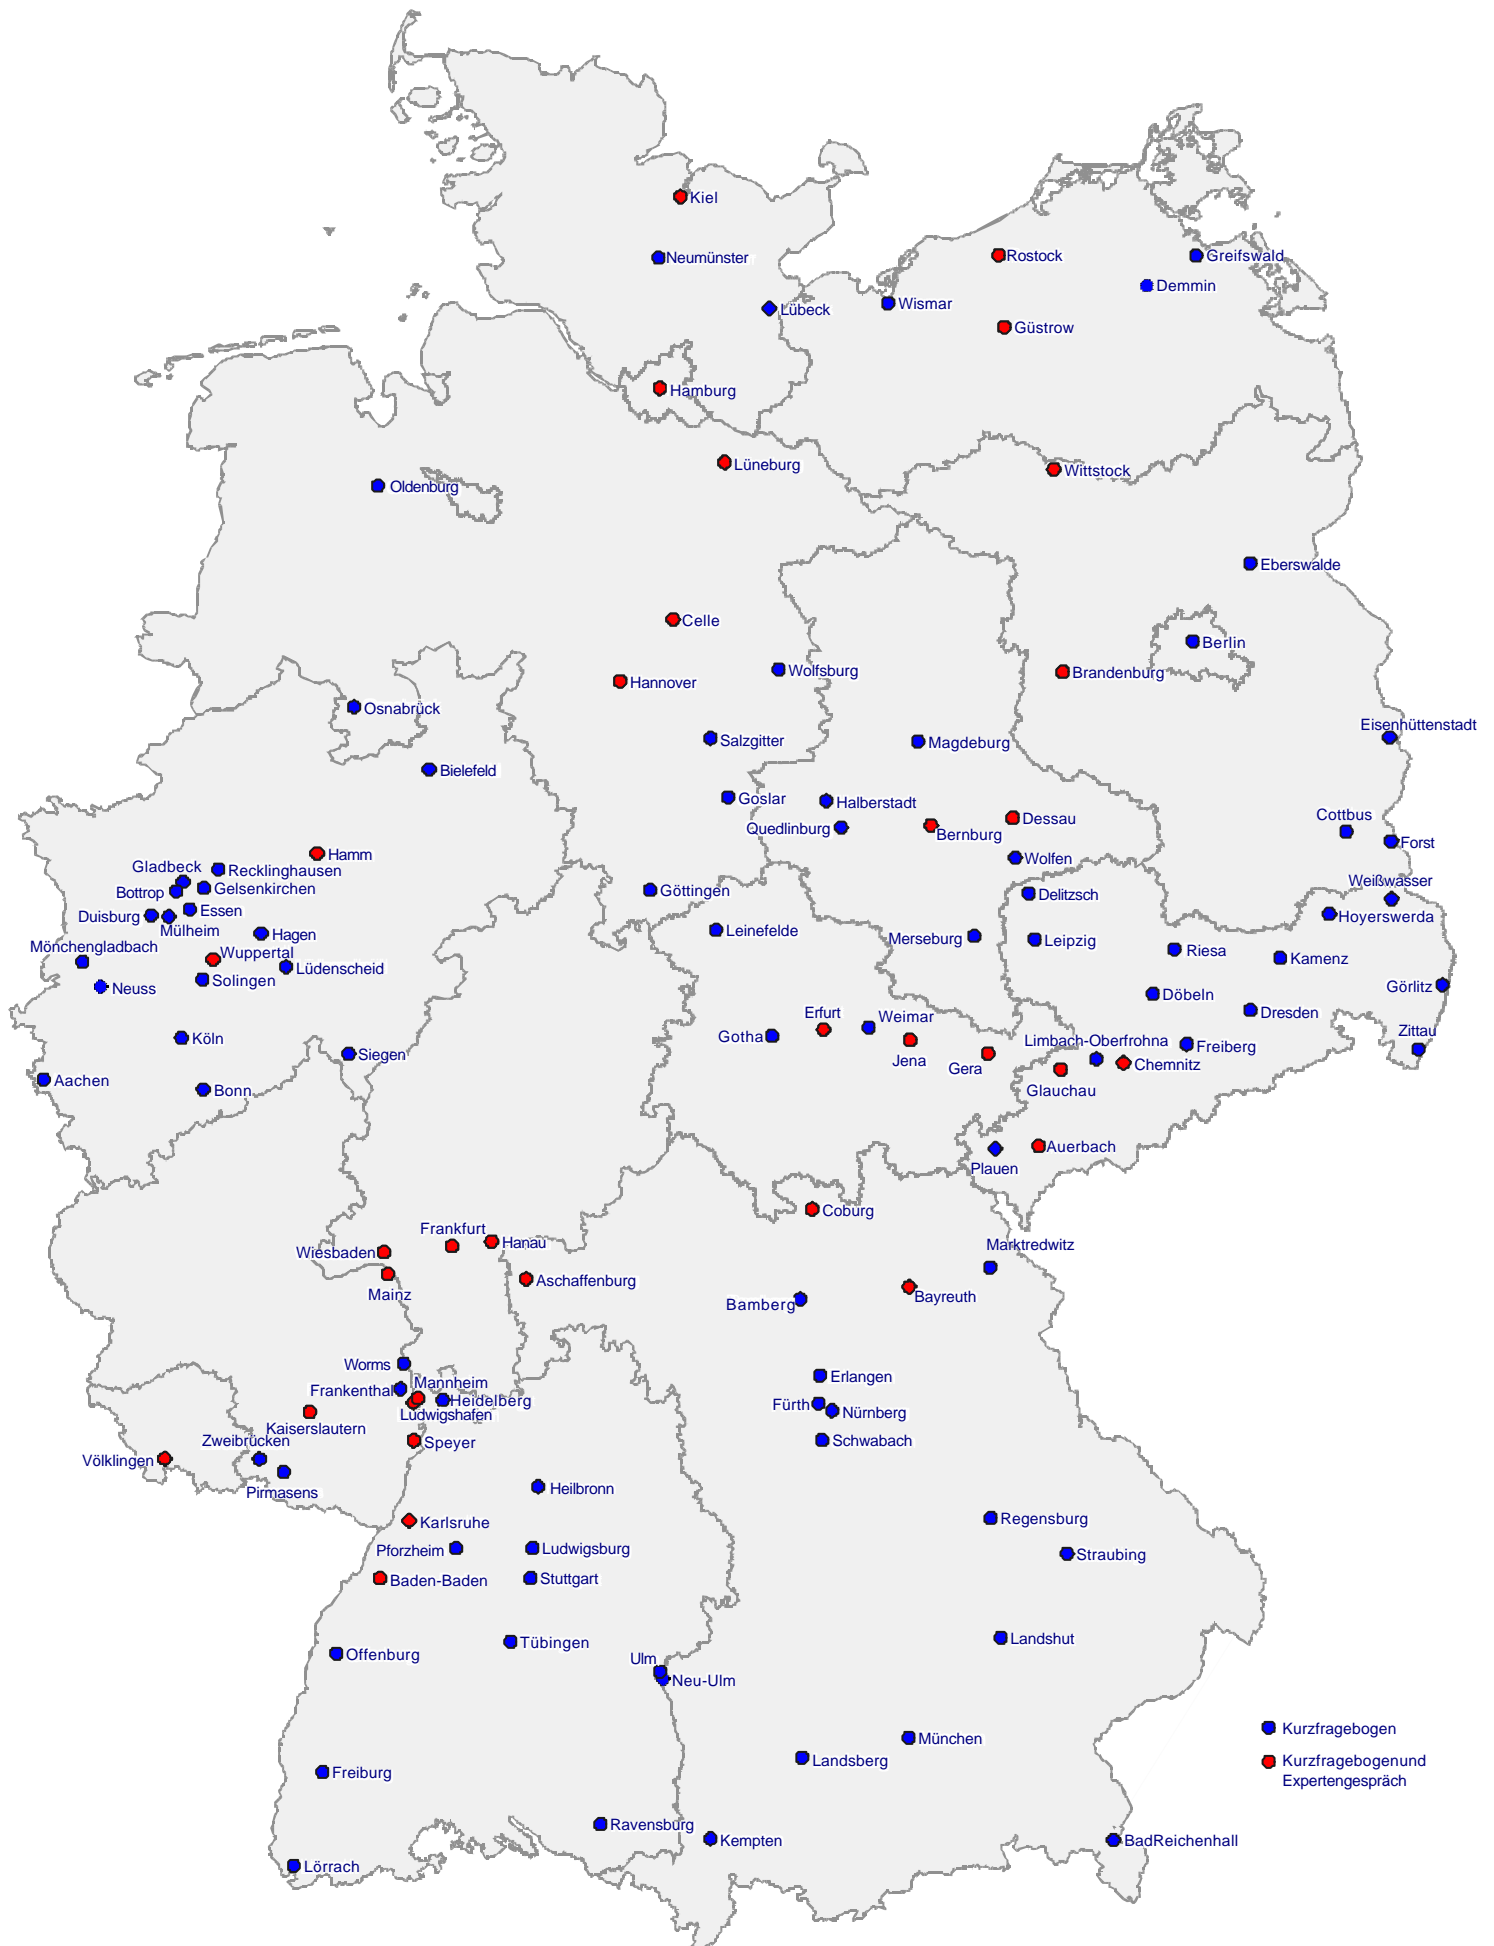 Kiel
Neumünster
Rostock
Greifswald
Demmin
Lübeck
Wismar
Güstrow
Hamburg
Lüneburg
Wittstock
Oldenburg
Eberswalde
Celle
Berlin
Wolfsburg
Brandenburg
Hannover
Osnabrück
Eisenhüttenstadt
Salzgitter
Magdeburg
Bielefeld
Goslar
Halberstadt
Cottbus
Dessau
Quedlinburg
Bernburg
Forst
Hamm
Wolfen
Gladbeck
Recklinghausen
Weißwasser
Bottrop
Gelsenkirchen
Göttingen
Delitzsch
Duisburg
Essen
Hoyerswerda
Mülheim
Leinefelde
Hagen
Merseburg
Leipzig
Mönchengladbach
Wuppertal
Riesa
Kamenz
Lüdenscheid
Solingen
Neuss
Görlitz
Döbeln
Erfurt
Dresden
Weimar
Zittau
Köln
Gotha
Limbach-Oberfrohna
Freiberg
Siegen
Jena
Gera
Chemnitz
Aachen
Bonn
Glauchau
Auerbach
Plauen
Coburg
Frankfurt
Hanau
Marktredwitz
Wiesbaden
Aschaffenburg
Mainz
Bamberg
Bayreuth
Worms
Erlangen
Mannheim
Frankenthal
Heidelberg
Fürth
Ludwigshafen
Nürnberg
Kaiserslautern
Zweibrücken
Speyer
Schwabach
Völklingen
Pirmasens
Heilbronn
Karlsruhe
Regensburg
Pforzheim
Ludwigsburg
Straubing
Baden-Baden
Stuttgart
Tübingen
Landshut
Offenburg
Ulm
Neu-Ulm
Kurzfragebogen
München
Landsberg
Kurzfragebogenund
Expertengespräch
Freiburg
Ravensburg
Kempten
BadReichenhall
Lörrach